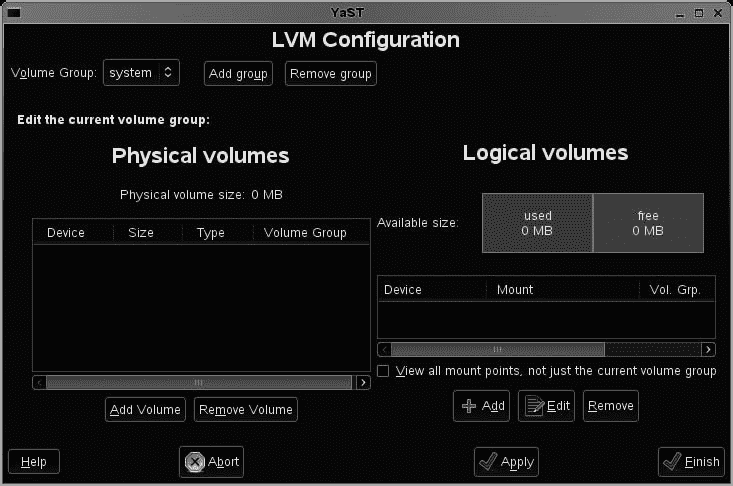 YaST
LVM Configuration
Volume Group: system Add group Remove group
Edit the current volume group:
Physical volumes
Physical volume size: 0 MB
Device Size Type Volume Group
Add Volume Remove Volume
Logical volumes
Available size:
used
0 MB
free
0 MB
Device Mount Vol. Grp.
View all mount points, not just the current volume group
Add Edit Remove
Help Abort Apply Finish